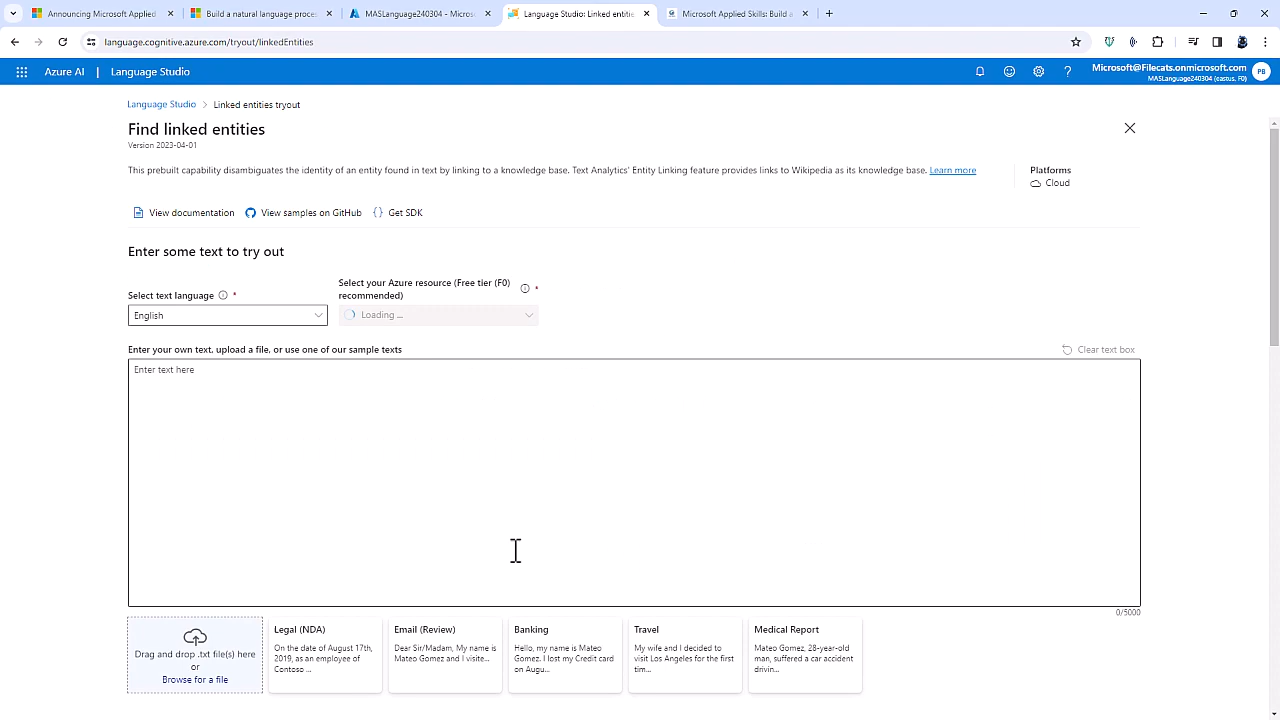 Announcing Microsoft Applied
Build a natural language proce
MASLanguage240304 - Micros
Language Studio: Linked entitie
Microsoft Applied Skills: Build a
language.cognitive.azure.com/tryout/linkedEntities
Azure AI | Language Studio
Microsoft@Filecats.onmicrosoft.com
MASLanguage240304 (eastus, F0)
PB
Language Studio > Linked entities tryout
Find linked entities
Version 2023-04-01
This prebuilt capability disambiguates the identity of an entity found in text by linking to a knowledge base. Text Analytics' Entity Linking feature provides links to Wikipedia as its knowledge base. Learn more
Platforms
Cloud
View documentation
View samples on GitHub
Get SDK
Enter some text to try out
Select text language *
English
Select your Azure resource (Free tier (F0)
recommended) *
Loading ...
Enter your own text, upload a file, or use one of our sample texts
Clear text box
Enter text here
0/5000
Drag and drop .txt file(s) here
or
Browse for a file
Legal (NDA)
On the date of August 17th,
2019, as an employee of
Contoso ...
Email (Review)
Dear Sir/Madam, My name is
Mateo Gomez and I visite...
Banking
Hello, my name is Mateo
Gomez. I lost my Credit card
on Augu...
Travel
My wife and I decided to
visit Los Angeles for the first
tim...
Medical Report
Mateo Gomez, 28-year-old
man, suffered a car accident
drivin...